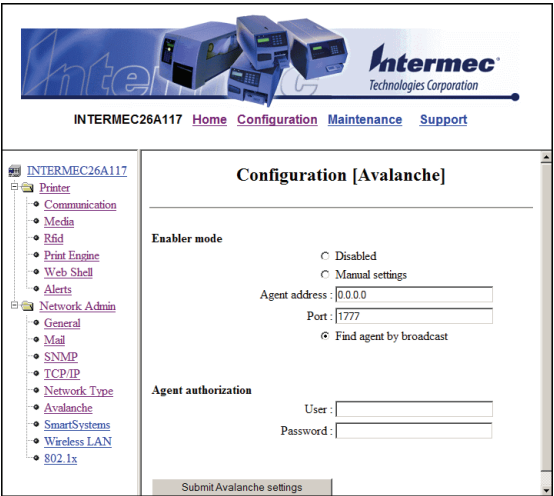 Inte
Intermec
Technologies Corporation
INTERMEC26A117 Home Configuration Maintenance Support
INTERMEC26A117
Printer
Communication
Media
Rfid
Print Engine
Web Shell
Alerts
Network Admin
General
Mail
SNMP
TCP/IP
Network Type
Avalanche
SmartSystems
Wireless LAN
802.1x
Configuration [Avalanche]
Enabler mode
Disabled
Manual settings
Agent address : 0.0.0.0
Port : 1777
Find agent by broadcast
Agent authorization
User :
Password :
Submit Avalanche settings